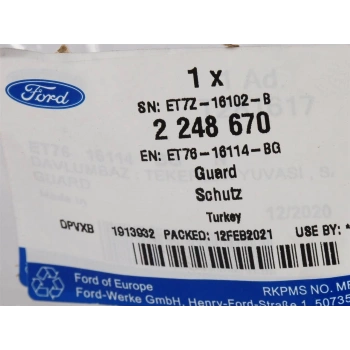 Ford
1 x
SN: ET7Z-16102-B
2 248 670
EN: ET76-16114-BG
Guard
Schutz
Turkey
12/2020
OPVXB 1913932 PACKED: 12FEB2021 USE BY: *
Ford of Europe
Ford-Werke GmbH, Henry-Ford-Straße 1, 50735
RKPMS NO. ME